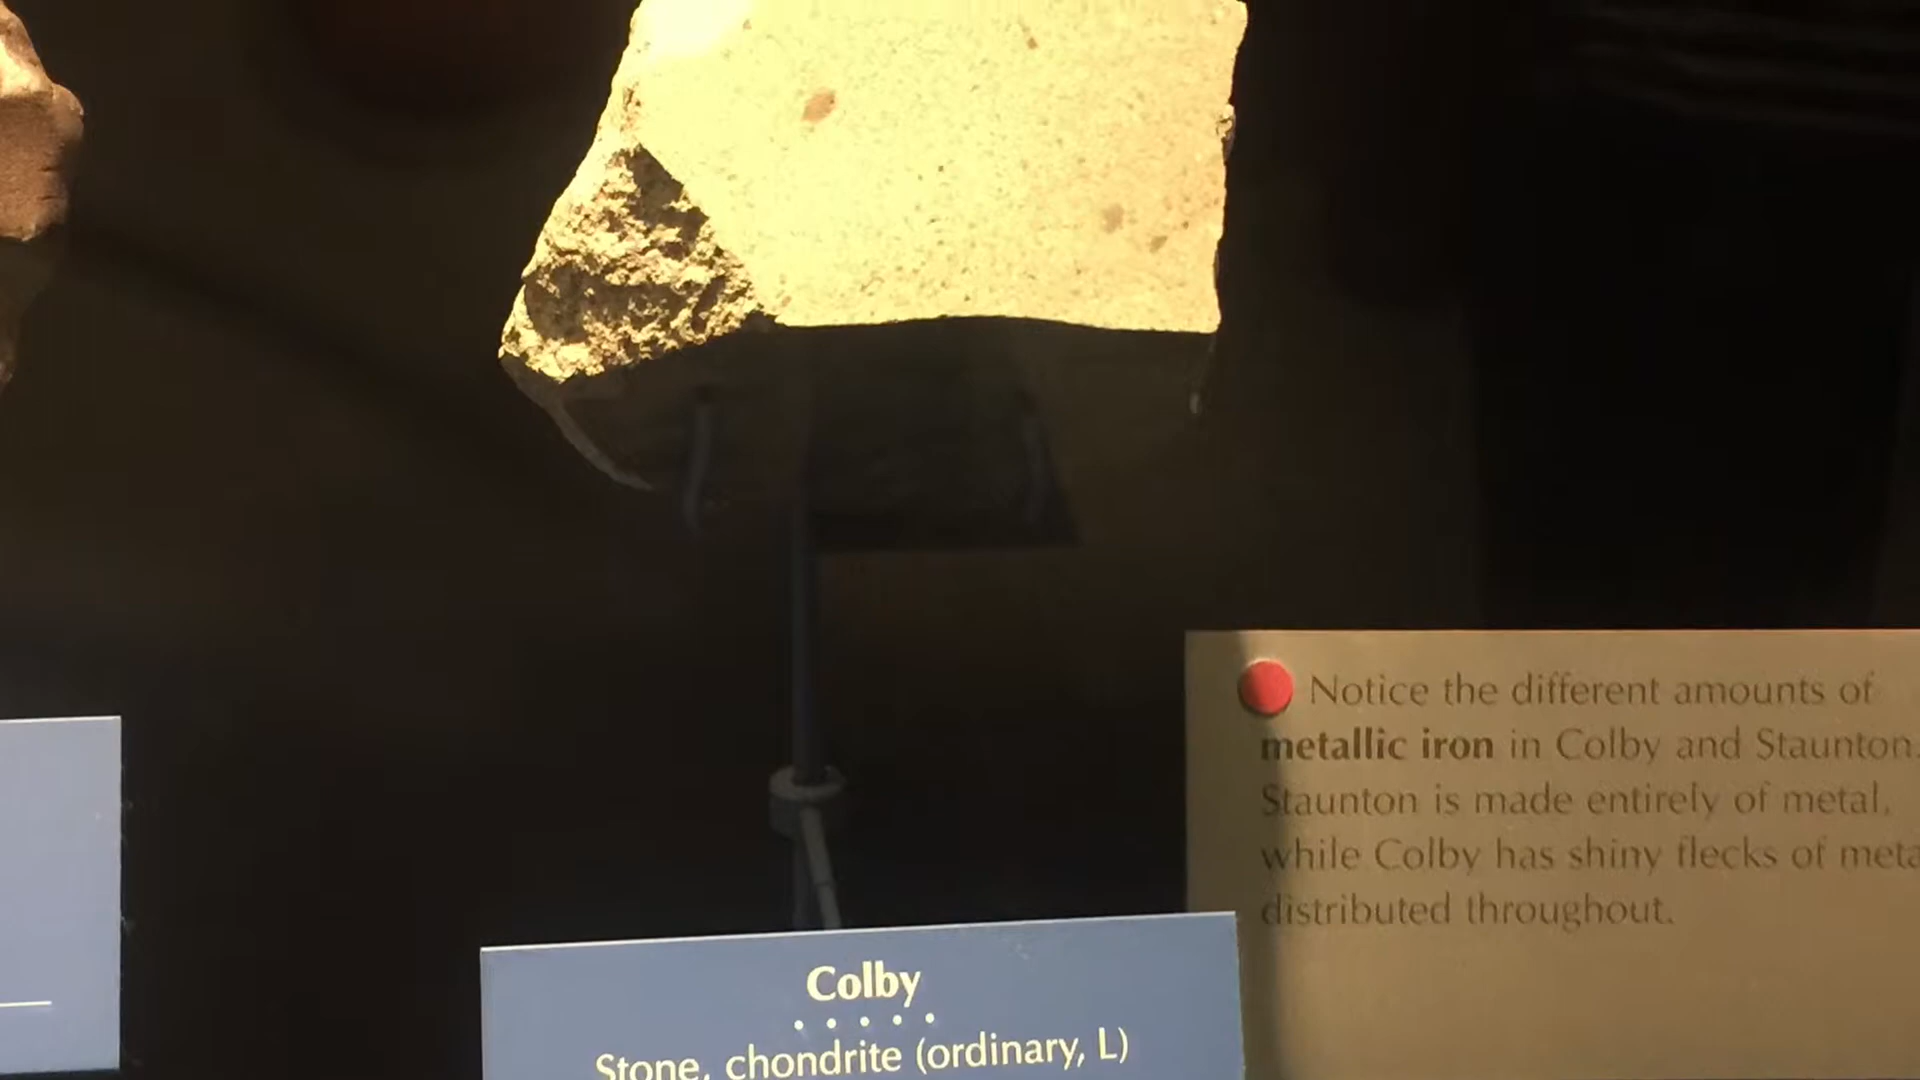 Notice the different amounts of
metallic iron in Colby and Staunton.
Staunton is made entirely of metal,
while Colby has shiny flecks of meta
distributed throughout.
Colby
Stone, chondrite (ordinary, L)